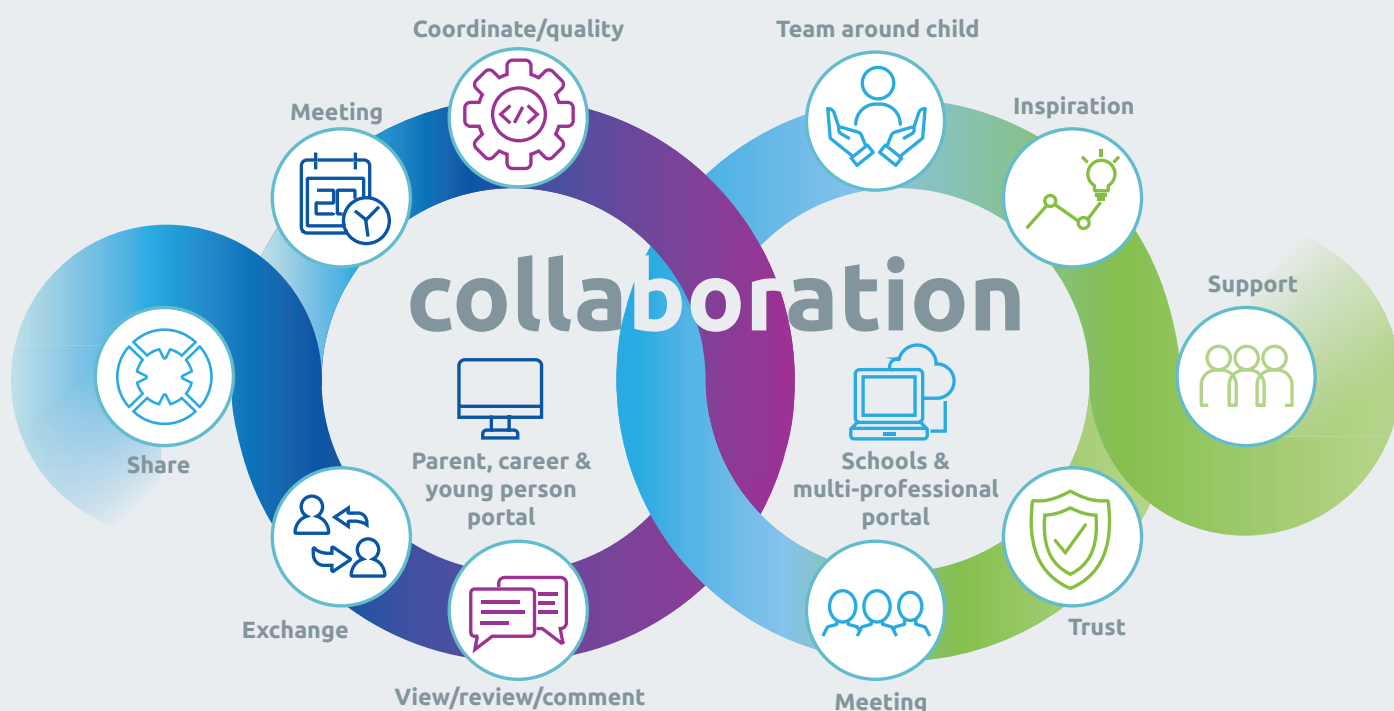 Coordinate/quality
Team around child
Meeting
Inspiration
20
</>
collaboration
Support
Share
Parent, career &
young person
portal
Schools &
multi-professional
portal
Exchange
Trust
View/review/comment
Meeting